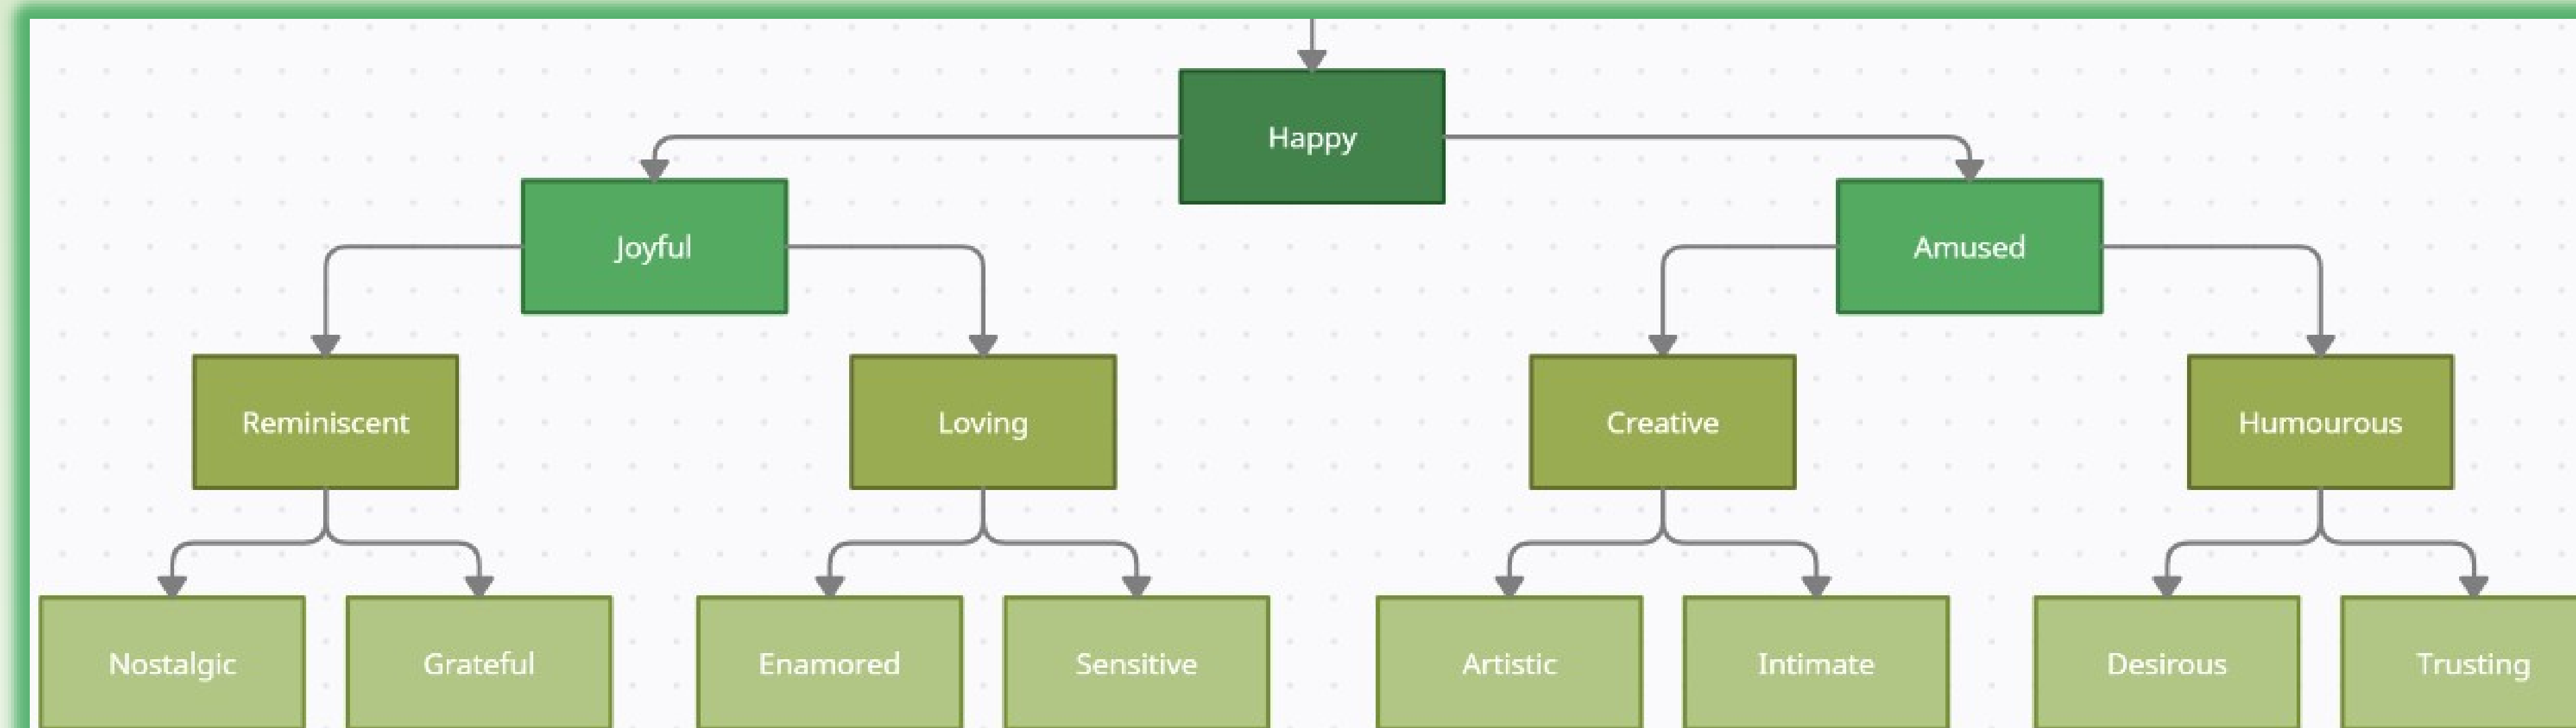 Happy
Joyful
Amused
Reminiscent
Loving
Creative
Humourous
Nostalgic
Grateful
Enamored
Sensitive
Artistic
Intimate
Desirous
Trusting